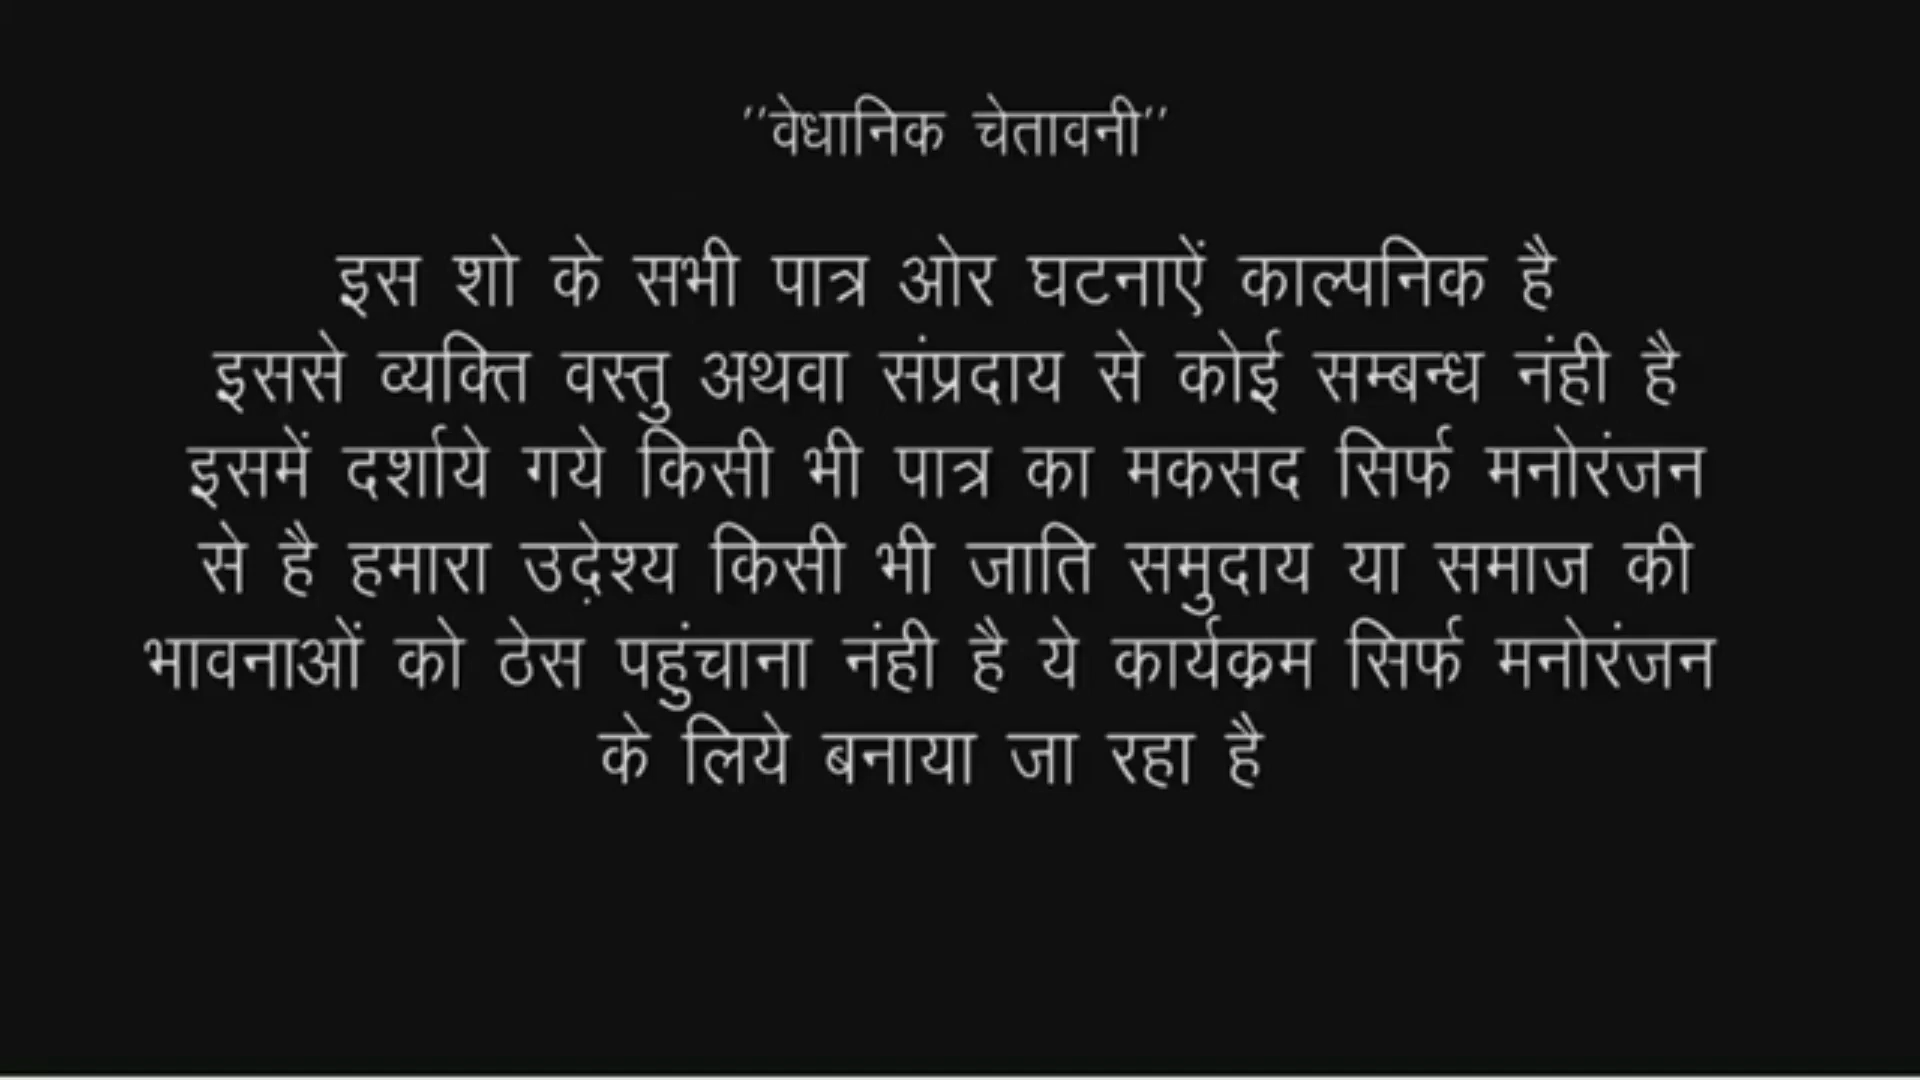 ''वेधानिक चेतावनी''
इस शो के सभी पात्र ओर घटनाऐं काल्पनिक है
इससे व्यक्ति वस्तु अथवा संप्रदाय से कोई सम्बन्ध नंही है
इसमें दर्शाये गये किसी भी पात्र का मकसद सिर्फ मनोरंजन
से है हमारा उद़ेश्य किसी भी जाति समुदाय या समाज की
भावनाओं को ठेस पहुंचाना नंही है ये कार्यक्रम सिर्फ मनोरंजन
के लिये बनाया जा रहा है